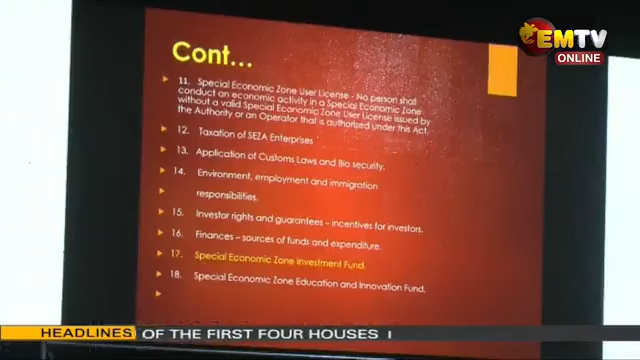 EMTV
ONLINE
Cont...
11. Special Economic Zone User License - No person shall
conduct an economic activity in a Special Economic Zone
without a valid Special Economic Zone User License issued by
the Authority or an Operator that is authorized under this Act.
12. Taxation of SEZA Enterprises
13. Application of Customs Laws and Bio security.
14. Environment, employment and immigration
responsibilities.
15. Investor rights and guarantees – incentives for investors.
16. Finances – sources of funds and expenditure.
17. Special Economic Zone Investment Fund.
18. Special Economic Zone Education and Innovation Fund.
HEADLINES OF THE FIRST FOUR HOUSES